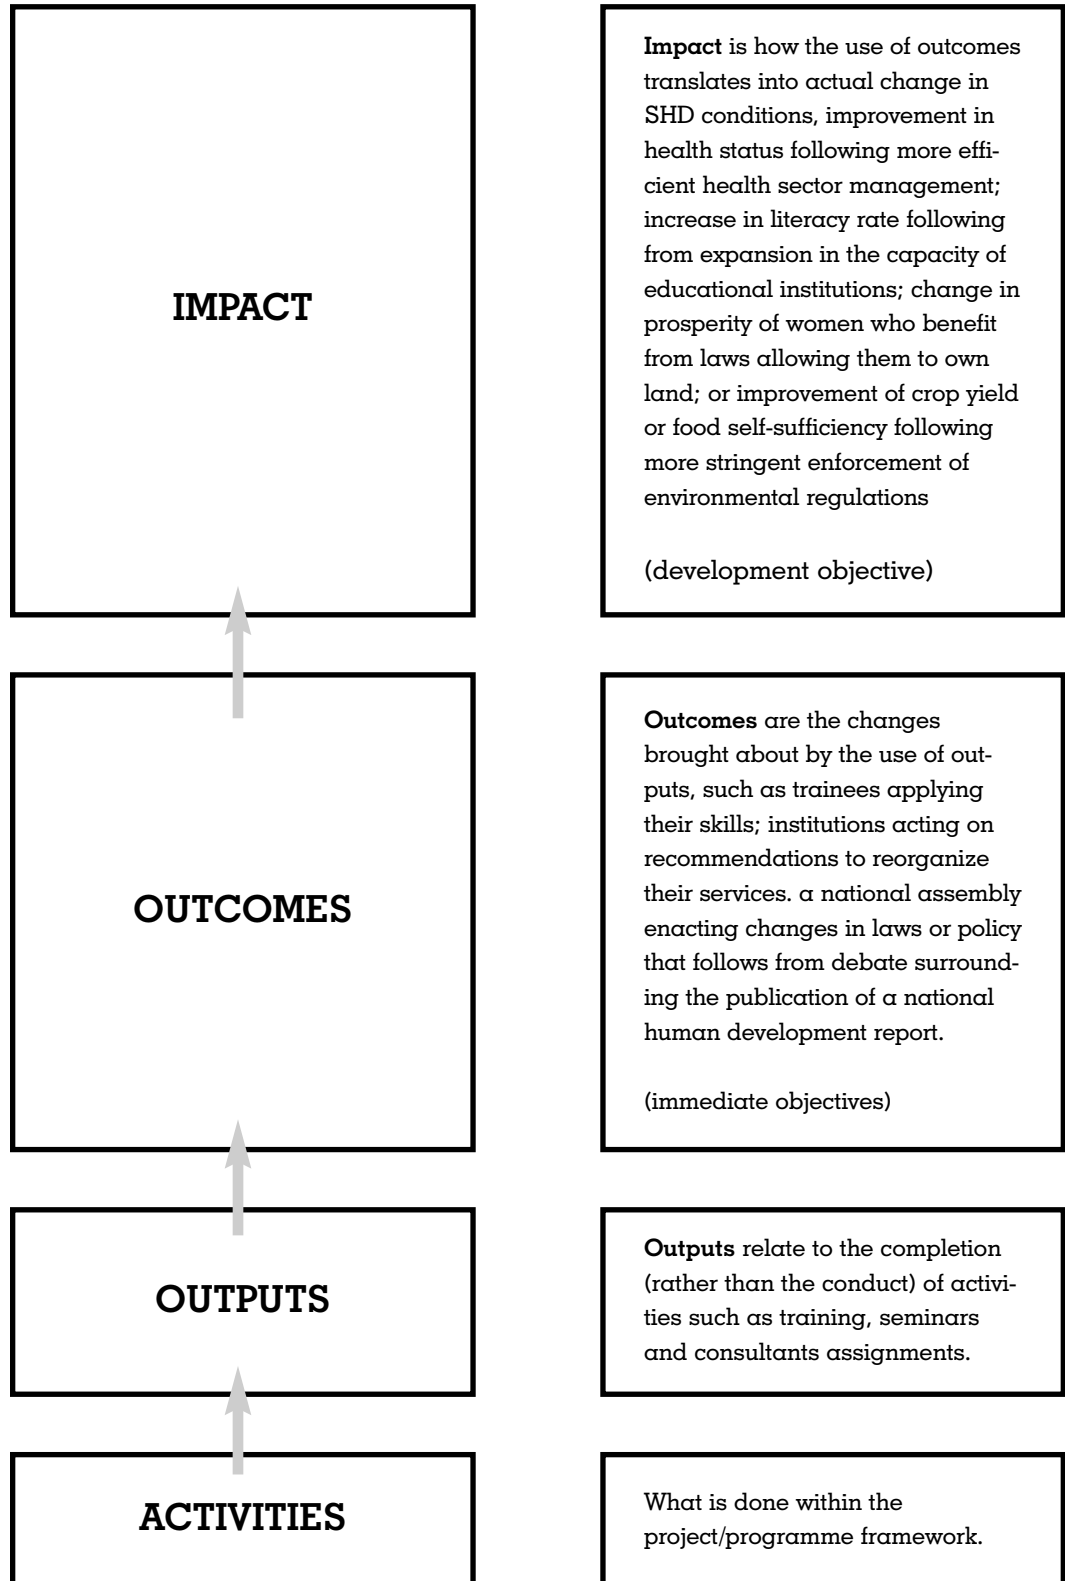 IMPACT
Impact is how the use of outcomes
translates into actual change in
SHD conditions, improvement in
health status following more effi-
cient health sector management;
increase in literacy rate following
from expansion in the capacity of
educational institutions; change in
prosperity of women who benefit
from laws allowing them to own
land; or improvement of crop yield
or food self-sufficiency following
more stringent enforcement of
environmental regulations
(development objective)
OUTCOMES
Outcomes are the changes
brought about by the use of out-
puts, such as trainees applying
their skills; institutions acting on
recommendations to reorganize
their services. a national assembly
enacting changes in laws or policy
that follows from debate surround-
ing the publication of a national
human development report.
(immediate objectives)
OUTPUTS
Outputs relate to the completion
(rather than the conduct) of activi-
ties such as training, seminars
and consultants assignments.
ACTIVITIES
What is done within the
project/programme framework.